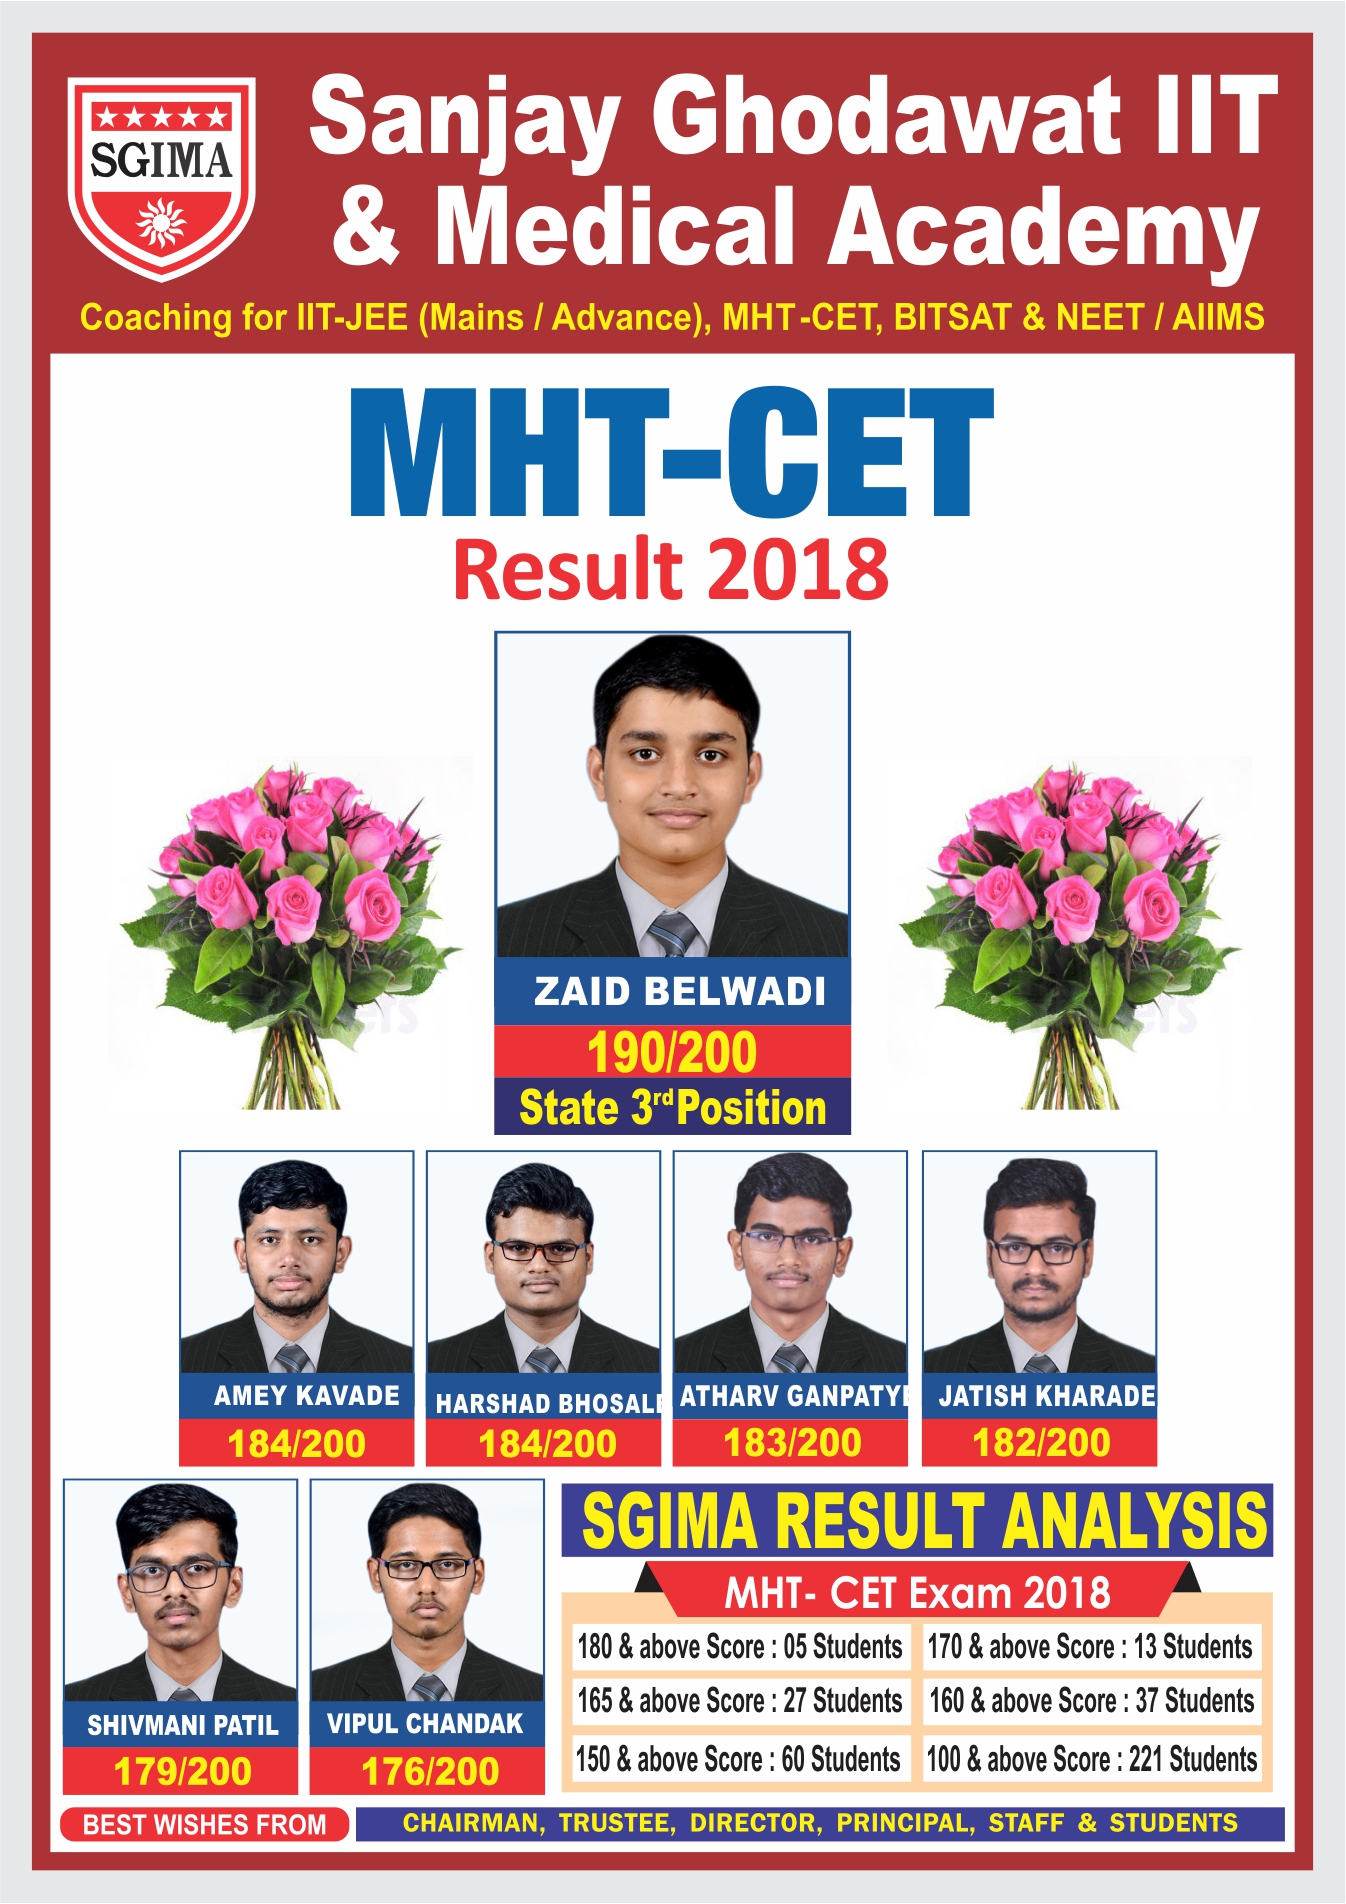 SGIMA
Sanjay Ghodawat IIT
& Medical Academy
Coaching for IIT-JEE (Mains / Advance), MHT-CET, BITSAT & NEET / AIIMS
MHT-CET
Result 2018
ZAID BELWADI
190/200
State 3rd Position
AMEY KAVADE
184/200
HARSHAD BHOSALE
184/200
ATHARV GANPATYE
183/200
JATISH KHARADE
182/200
SHIVMANI PATIL
179/200
VIPUL CHANDAK
176/200
SGIMA RESULT ANALYSIS
MHT- CET Exam 2018
180 & above Score : 05 Students
170 & above Score : 13 Students
165 & above Score : 27 Students
160 & above Score : 37 Students
150 & above Score : 60 Students
100 & above Score : 221 Students
BEST WISHES FROM
CHAIRMAN, TRUSTEE, DIRECTOR, PRINCIPAL, STAFF & STUDENTS